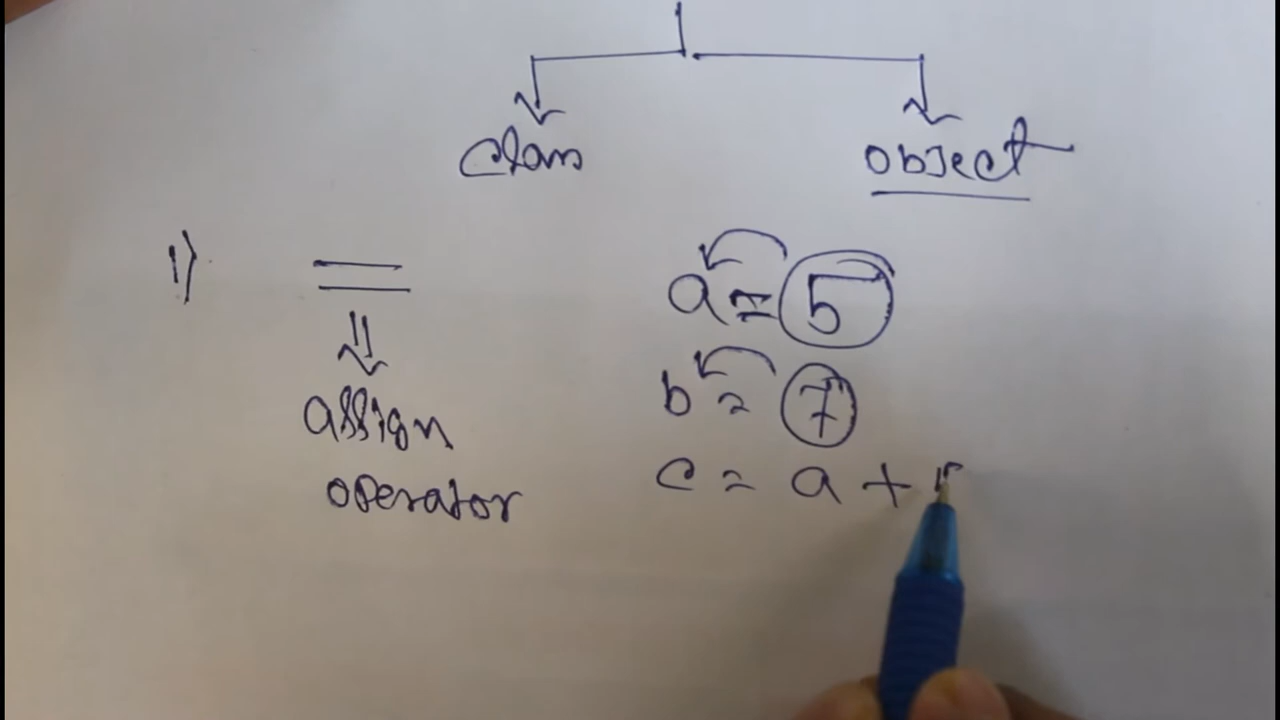 class
object
1)
=
a = 5
assign
b = 7
operator
c = a +